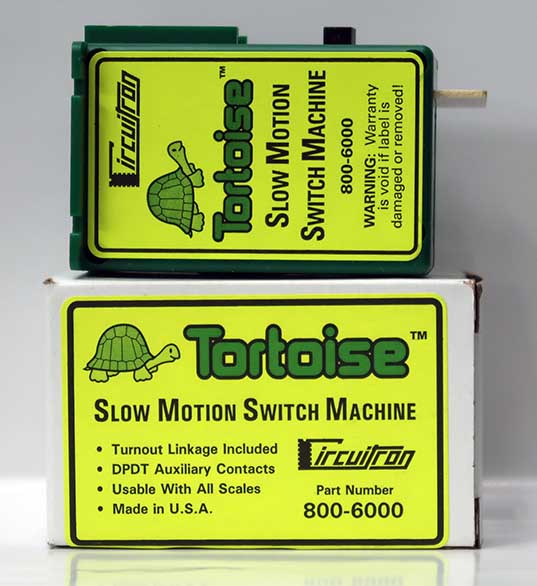 Circuitron
Tortoise™
SLOW MOTION
SWITCH MACHINE
800-6000
WARNING: Warranty
is void if label is
damaged or removed!
Tortoise™
SLOW MOTION SWITCH MACHINE
• Turnout Linkage Included
• DPDT Auxiliary Contacts
• Usable With All Scales
• Made in U.S.A.
Circuitron
Part Number
800-6000